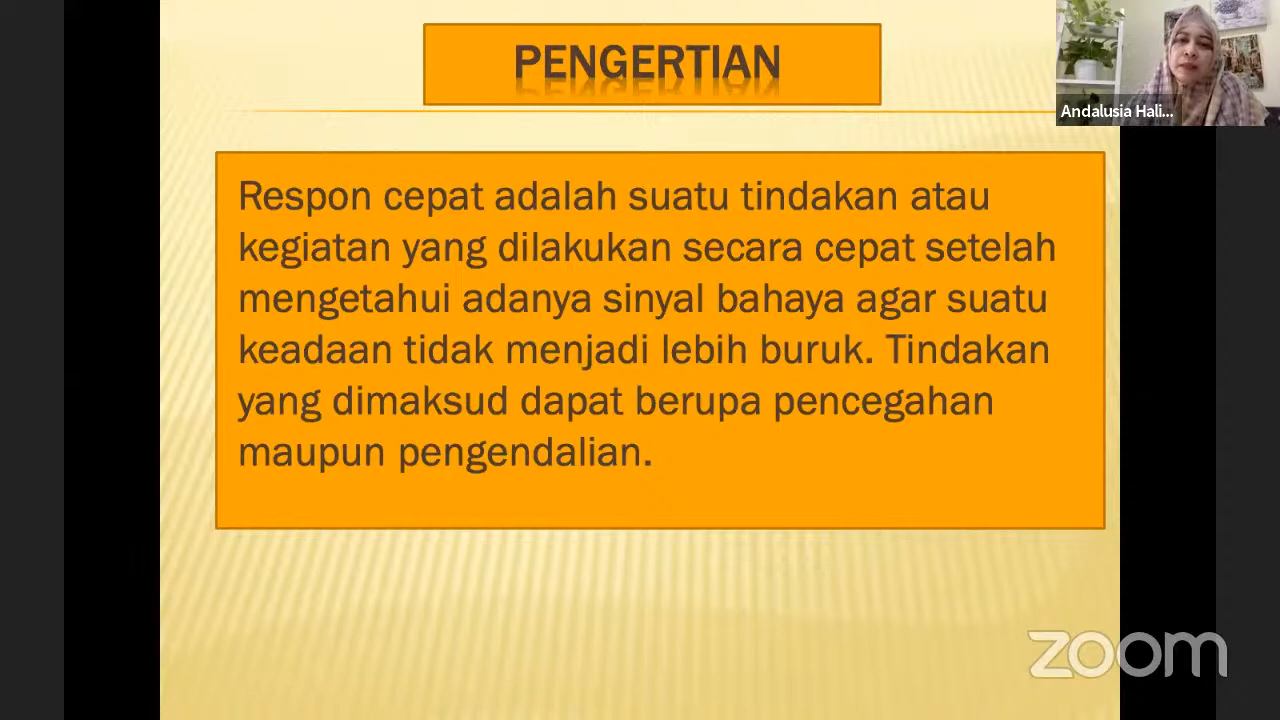 PENGERTIAN
Andalusia Hali...
Respon cepat adalah suatu tindakan atau
kegiatan yang dilakukan secara cepat setelah
mengetahui adanya sinyal bahaya agar suatu
keadaan tidak menjadi lebih buruk. Tindakan
yang dimaksud dapat berupa pencegahan
maupun pengendalian.
zoom